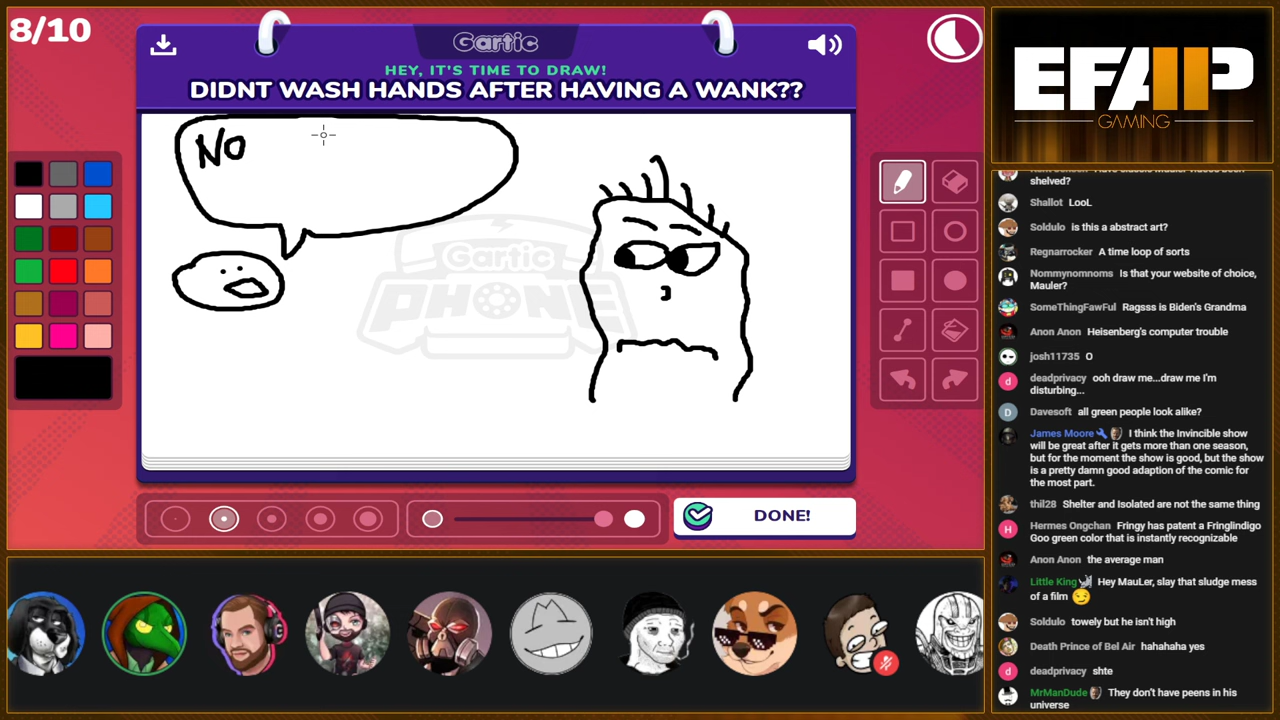 8/10
Gartic
HEY, IT'S TIME TO DRAW!
DIDNT WASH HANDS AFTER HAVING A WANK??
NO
Gartic
PHONE
DONE!
EFAP
GAMING
shelved?
Shallot LooL
Soldulo is this a abstract art?
Regnarrocker A time loop of sorts
Nommynomnoms Is that your website of choice,
Mauler?
SomeThingFawFul Ragsss is Biden's Grandma
Anon Anon Heisenberg's computer trouble
josh11735 O
deadprivacy ooh draw me...draw me I'm
disturbing...
Davesoft all green people look alike?
James Moore I think the Invincible show
will be great after it gets more than one season,
but for the moment the show is good, but the show
is a pretty damn good adaption of the comic for
the most part.
thil28 Shelter and Isolated are not the same thing
Hermes Ongchan Fringy has patent a Fringlindigo
Goo green color that is instantly recognizable
Anon Anon the average man
Little King Hey MauLer, slay that sludge mess
of a film
Soldulo towely but he isn't high
Death Prince of Bel Air hahahaha yes
deadprivacy shte
MrManDude They don't have peens in his
universe